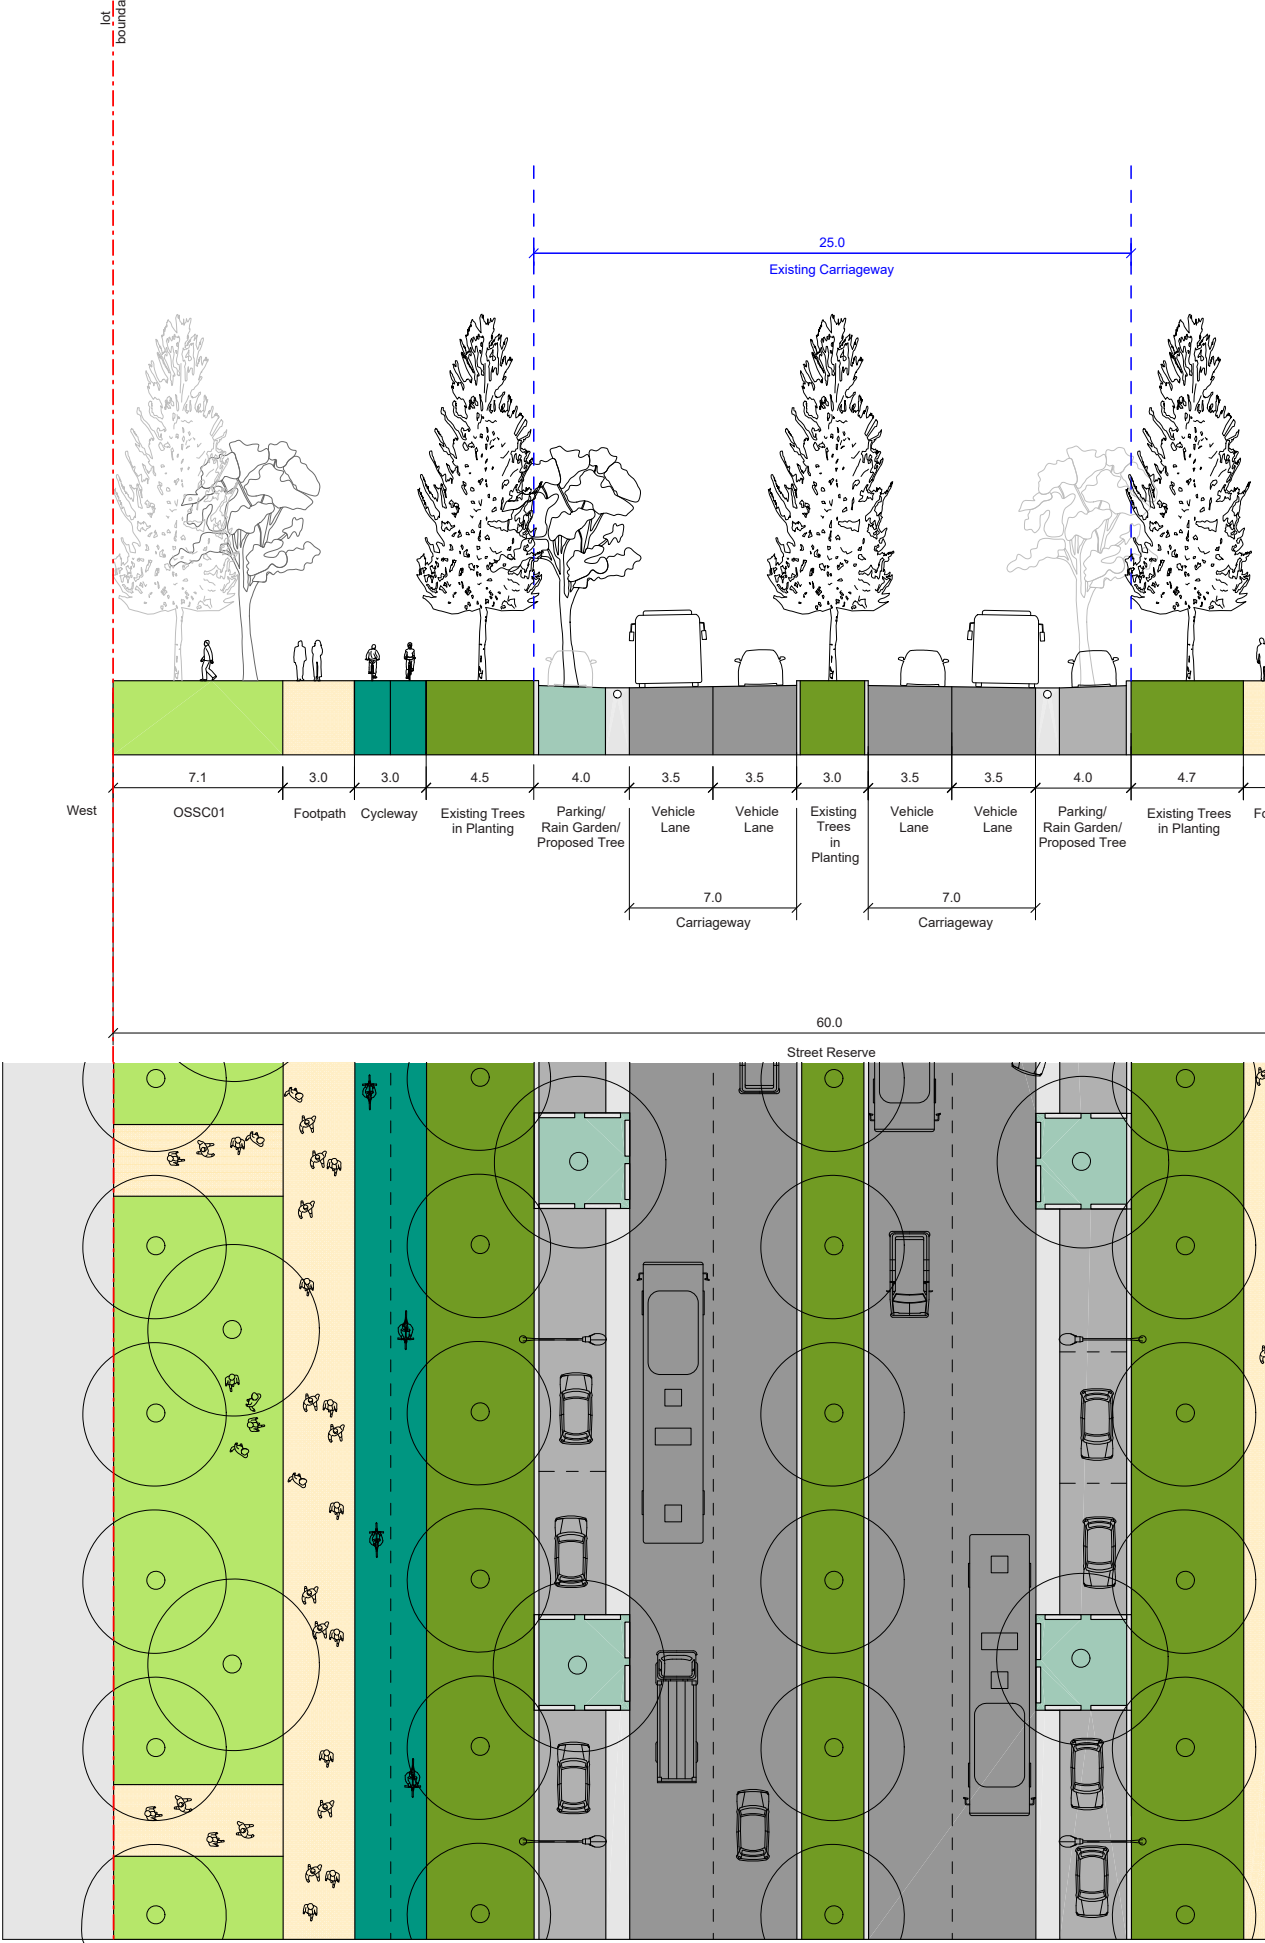 lot
25.0
Existing Carriageway
7.1
3.0
3.0
4.5
4.0
3.5
3.5
3.0
3.5
3.5
4.0
4.7
West
OSSC01
Footpath
Cycleway
Existing Trees
in Planting
Parking/
Rain Garden/
Proposed Tree
Vehicle
Lane
Vehicle
Lane
Existing
Trees
in
Planting
Vehicle
Lane
Vehicle
Lane
Parking/
Rain Garden/
Proposed Tree
Existing Trees
in Planting
7.0
Carriageway
7.0
Carriageway
60.0
Street Reserve